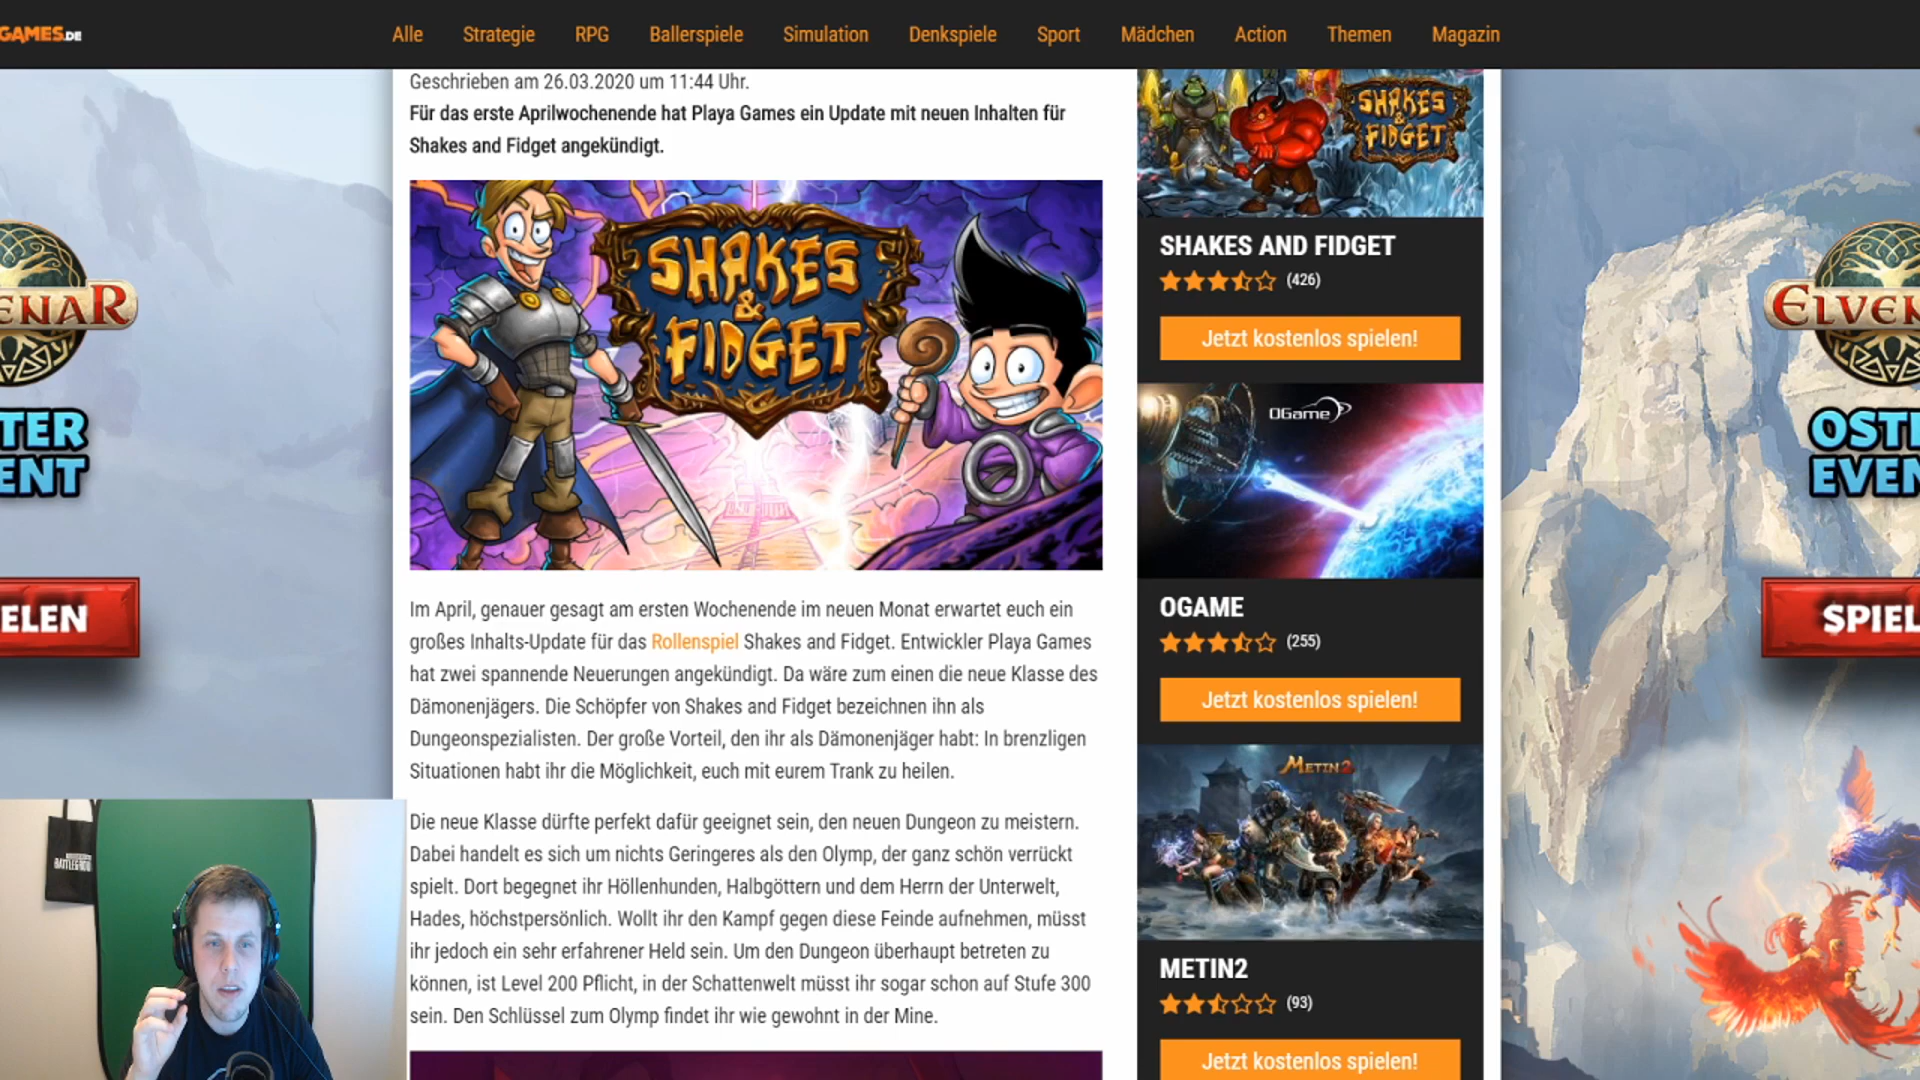 GAMES.DE
Alle Strategie RPG Ballerspiele Simulation Denkspiele Sport Mädchen Action Themen Magazin
Geschrieben am 26.03.2020 um 11:44 Uhr.
Für das erste Aprilwochenende hat Playa Games ein Update mit neuen Inhalten für
Shakes and Fidget angekündigt.
SHAKES
&
FIDGET
Im April, genauer gesagt am ersten Wochenende im neuen Monat erwartet euch ein
großes Inhalts-Update für das Rollenspiel Shakes and Fidget. Entwickler Playa Games
hat zwei spannende Neuerungen angekündigt. Da wäre zum einen die neue Klasse des
Dämonenjägers. Die Schöpfer von Shakes and Fidget bezeichnen ihn als
Dungeonspezialisten. Der große Vorteil, den ihr als Dämonenjäger habt: In brenzligen
Situationen habt ihr die Möglichkeit, euch mit eurem Trank zu heilen.
Die neue Klasse dürfte perfekt dafür geeignet sein, den neuen Dungeon zu meistern.
Dabei handelt es sich um nichts Geringeres als den Olymp, der ganz schön verrückt
spielt. Dort begegnet ihr Höllenhunden, Halbgöttern und dem Herrn der Unterwelt,
Hades, höchstpersönlich. Wollt ihr den Kampf gegen diese Feinde aufnehmen, müsst
ihr jedoch ein sehr erfahrener Held sein. Um den Dungeon überhaupt betreten zu
können, ist Level 200 Pflicht, in der Schattenwelt müsst ihr sogar schon auf Stufe 300
sein. Den Schlüssel zum Olymp findet ihr wie gewohnt in der Mine.
SHAKES
&
FIDGET
SHAKES AND FIDGET
(426)
Jetzt kostenlos spielen!
OGame
OGAME
(255)
Jetzt kostenlos spielen!
METIN2
METIN2
(93)
Jetzt kostenlos spielen!
ENAR
TER
ENT
ELEN
ELVEN
OSTE
EVEN
SPIEL